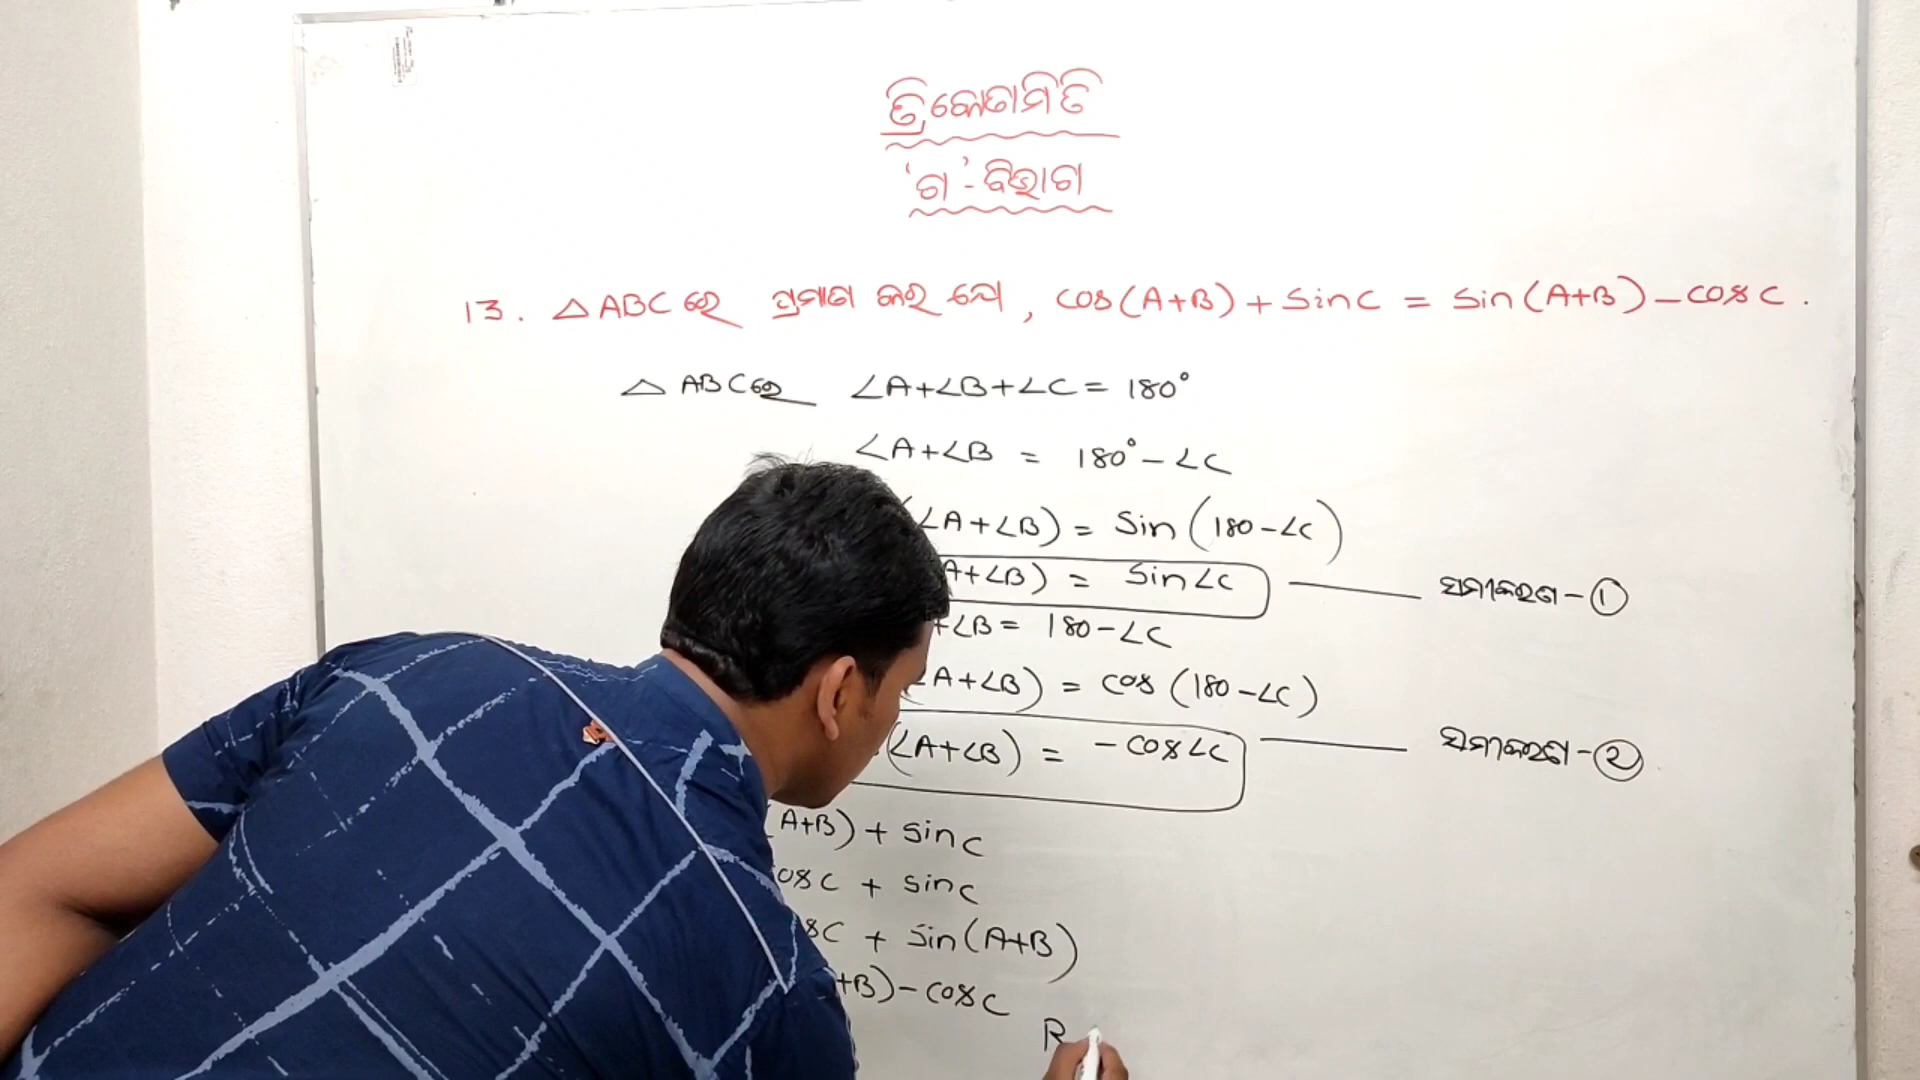 ତ୍ରିକୋଣମିତି
'ଗ'-ବିଭାଗ
13. △ABC ରେ ପ୍ରମାଣ କର ଯେ, cos(A+B)+sinC = sin(A+B)-cosC.
△ABCରେ ∠A+∠B+∠C = 180°
∠A+∠B = 180°-∠C
(∠A+∠B) = Sin(180-∠C)
A+∠B) = Sin∠C ସମୀକରଣ-①
+∠B = 180-∠C
∠A+∠B) = cos(180-∠C)
(∠A+∠B) = -cos∠C ସମୀକରଣ-②
(A+B)+sinC
osC + sinC
sC + Sin(A+B)
+B)-cosC
R